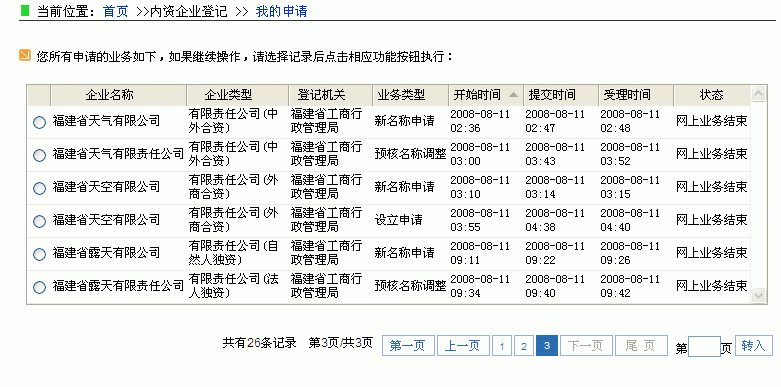 当前位置：首页 >>内资企业登记 >> 我的申请
您所有申请的业务如下，如果继续操作，请选择记录后点击相应功能按钮执行：
企业名称 企业类型 登记机关 业务类型 开始时间 提交时间 受理时间 状态
福建省天气有限公司 有限责任公司(中外合资) 福建省工商行政管理局 新名称申请 2008-08-11 02:36 2008-08-11 02:47 2008-08-11 02:48 网上业务结束
福建省天气有限责任公司 有限责任公司(中外合资) 福建省工商行政管理局 预核名称调整 2008-08-11 03:00 2008-08-11 03:43 2008-08-11 03:52 网上业务结束
福建省天空有限公司 有限责任公司(外商合资) 福建省工商行政管理局 新名称申请 2008-08-11 03:10 2008-08-11 03:14 2008-08-11 03:15 网上业务结束
福建省天空有限公司 有限责任公司(外商合资) 福建省工商行政管理局 设立申请 2008-08-11 03:55 2008-08-11 04:38 2008-08-11 04:40 网上业务结束
福建省露天有限公司 有限责任公司(自然人独资) 福建省工商行政管理局 新名称申请 2008-08-11 09:11 2008-08-11 09:22 2008-08-11 09:26 网上业务结束
福建省露天有限责任公司 有限责任公司(法人独资) 福建省工商行政管理局 预核名称调整 2008-08-11 09:34 2008-08-11 09:40 2008-08-11 09:42 网上业务结束
共有26条记录 第3页/共3页 第一页 上一页 1 2 3 下一页 尾 页 第 页 转入